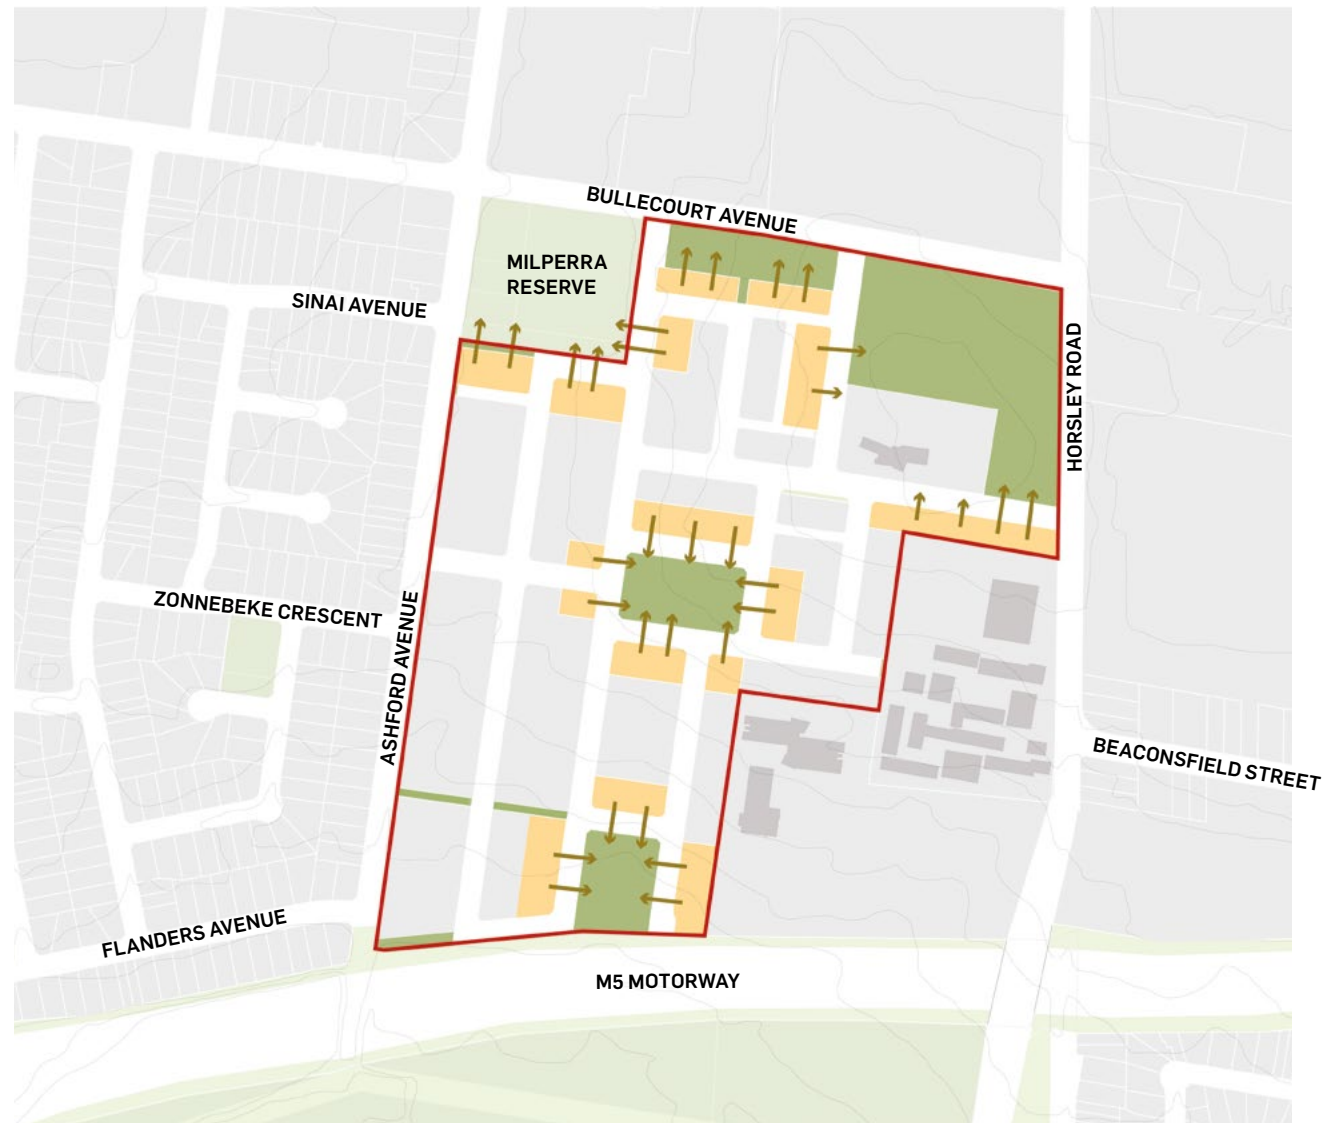 BULLECOURT AVENUE
MILPERRA
RESERVE
SINAI AVENUE
HORSLEY ROAD
ZONNEBEKE CRESCENT
ASHFORD AVENUE
BEACONSFIELD STREET
FLANDERS AVENUE
M5 MOTORWAY